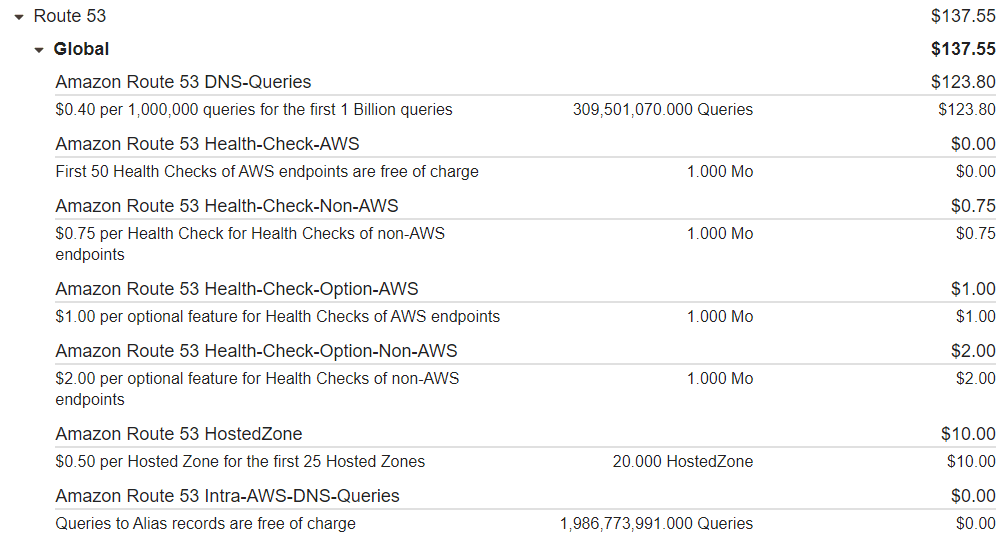 Route 53 $137.55
Global $137.55
Amazon Route 53 DNS-Queries $123.80
$0.40 per 1,000,000 queries for the first 1 Billion queries 309,501,070.000 Queries $123.80
Amazon Route 53 Health-Check-AWS $0.00
First 50 Health Checks of AWS endpoints are free of charge 1.000 Mo $0.00
Amazon Route 53 Health-Check-Non-AWS $0.75
$0.75 per Health Check for Health Checks of non-AWS 1.000 Mo $0.75
endpoints
Amazon Route 53 Health-Check-Option-AWS $1.00
$1.00 per optional feature for Health Checks of AWS endpoints 1.000 Mo $1.00
Amazon Route 53 Health-Check-Option-Non-AWS $2.00
$2.00 per optional feature for Health Checks of non-AWS 1.000 Mo $2.00
endpoints
Amazon Route 53 HostedZone $10.00
$0.50 per Hosted Zone for the first 25 Hosted Zones 20.000 HostedZone $10.00
Amazon Route 53 Intra-AWS-DNS-Queries $0.00
Queries to Alias records are free of charge 1,986,773,991.000 Queries $0.00